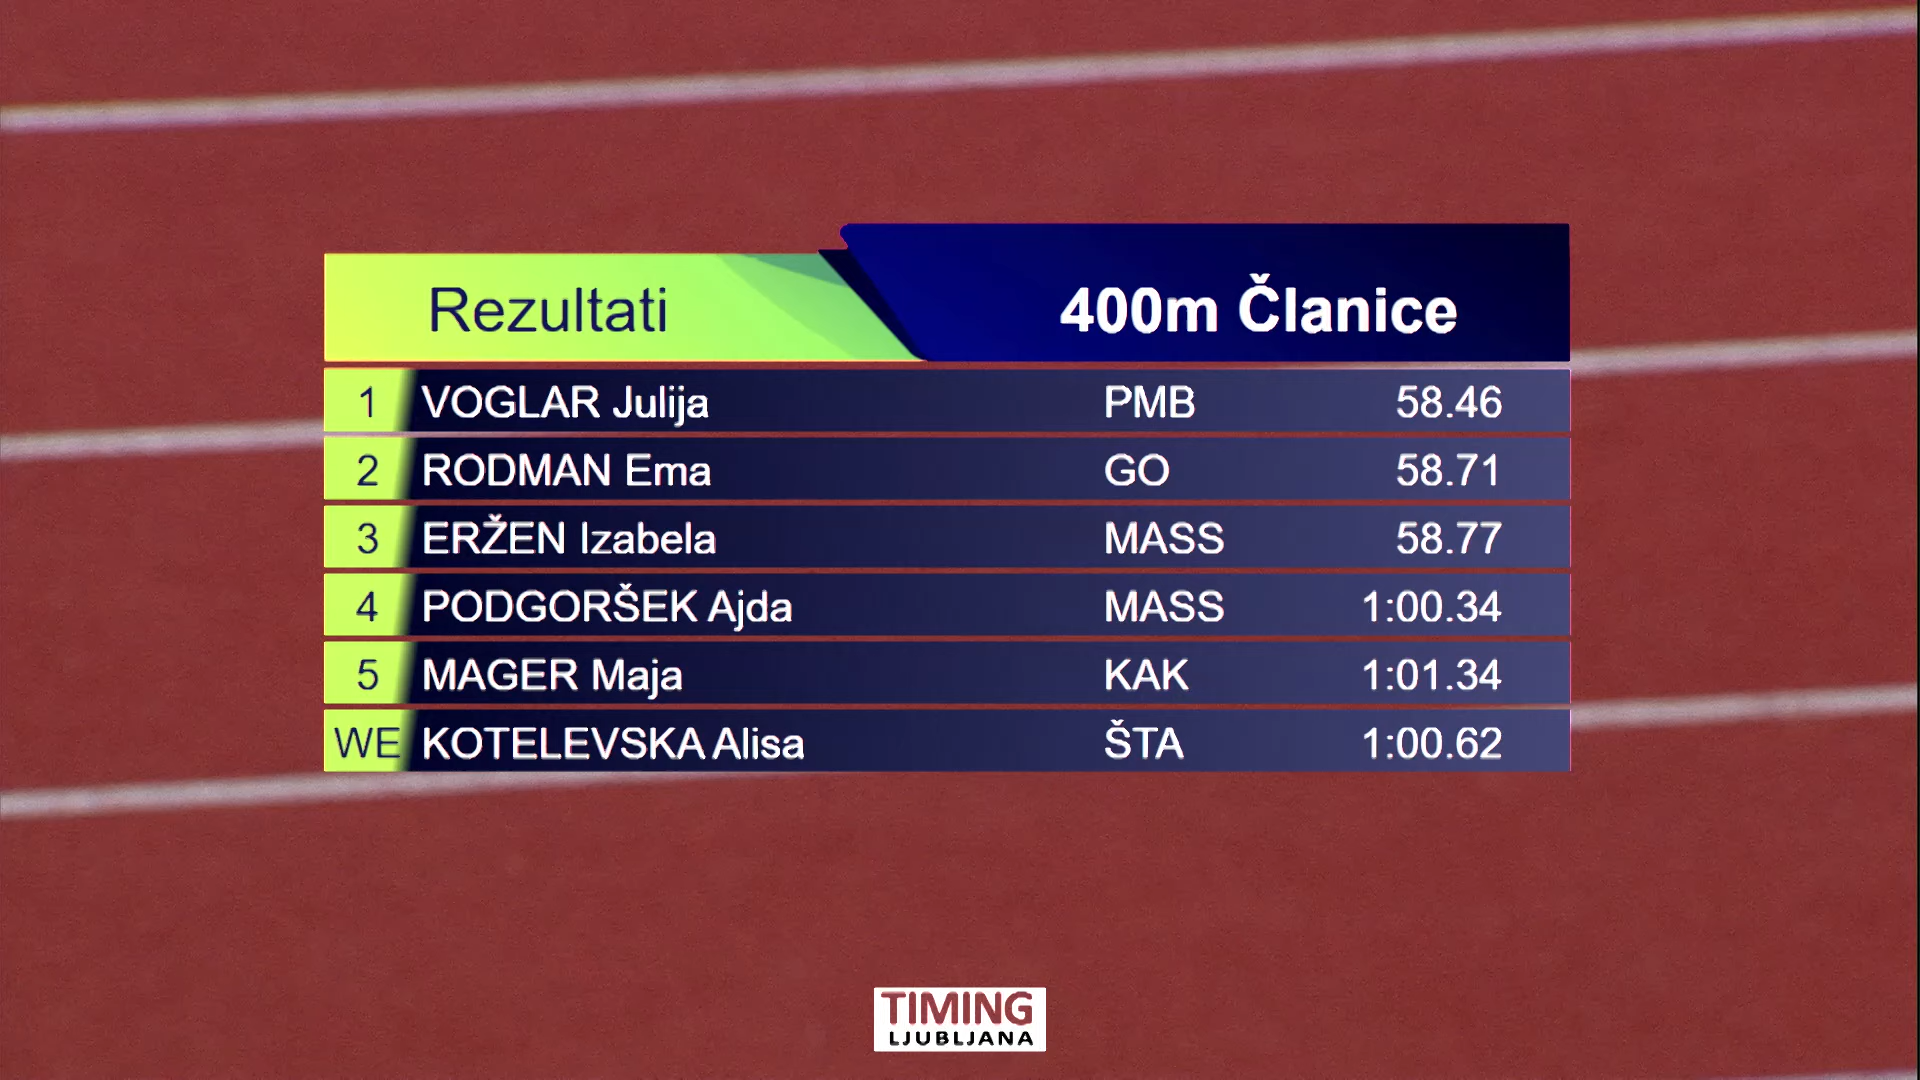 Rezultati 400m Članice
1 VOGLAR Julija PMB 58.46
2 RODMAN Ema GO 58.71
3 ERŽEN Izabela MASS 58.77
4 PODGORŠEK Ajda MASS 1:00.34
5 MAGER Maja KAK 1:01.34
WE KOTELEVSKA Alisa ŠTA 1:00.62
TIMING
LJUBLJANA